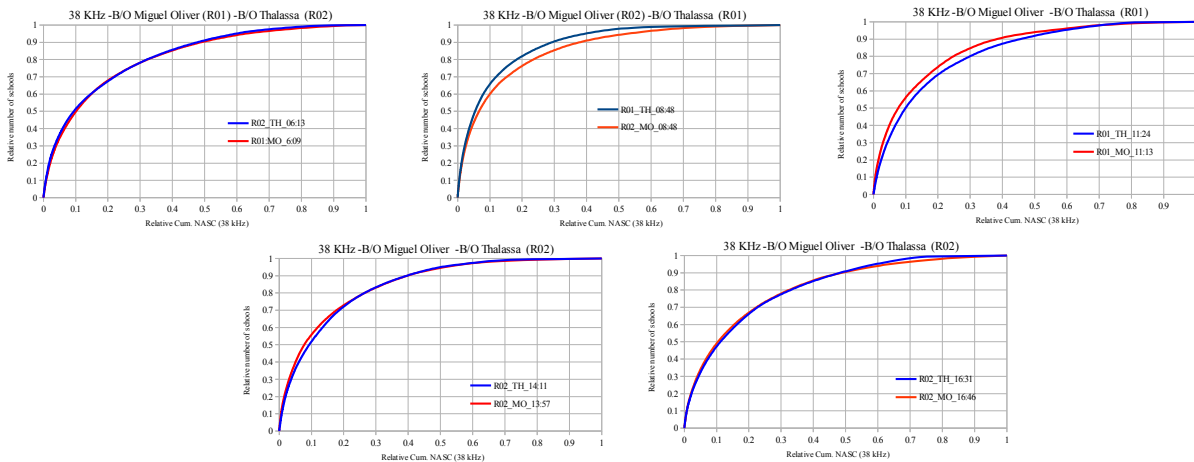 38 KHz -B/O Miguel Oliver (R01) -B/O Thalassa (R02)
Relative number of schools
1
0.9
0.8
0.7
0.6
0.5
0.4
0.3
0.2
0.1
0
R02_TH_06:13
R01:MO_6:09
0 0.1 0.2 0.3 0.4 0.5 0.6 0.7 0.8 0.9 1
Relative Cum. NASC (38 kHz)
38 KHz -B/O Miguel Oliver (R02) -B/O Thalassa (R01)
Relative number of schools
1
0.9
0.8
0.7
0.6
0.5
0.4
0.3
0.2
0.1
0
R01_TH_08:48
R02_MO_08:48
0 0.1 0.2 0.3 0.4 0.5 0.6 0.7 0.8 0.9 1
Relative Cum. NASC (38 kHz)
38 KHz -B/O Miguel Oliver -B/O Thalassa (R01)
Relative number of schools
1
0.9
0.8
0.7
0.6
0.5
0.4
0.3
0.2
0.1
0
R01_TH_11:24
R01_MO_11:13
0 0.1 0.2 0.3 0.4 0.5 0.6 0.7 0.8 0.9
Relative Cum. NASC (38 kHz)
38 KHz -B/O Miguel Oliver -B/O Thalassa (R02)
Relative number of schools
1
0.9
0.8
0.7
0.6
0.5
0.4
0.3
0.2
0.1
0
R02_TH_14:11
R02_MO_13:57
0 0.1 0.2 0.3 0.4 0.5 0.6 0.7 0.8 0.9 1
Relative Cum. NASC (38 kHz)
38 KHz -B/O Miguel Oliver -B/O Thalassa (R02)
Relative number of schools
1
0.9
0.8
0.7
0.6
0.5
0.4
0.3
0.2
0.1
0
R02_TH_16:31
R02_MO_16:46
0 0.1 0.2 0.3 0.4 0.5 0.6 0.7 0.8 0.9 1
Relative Cum. NASC (38 kHz)